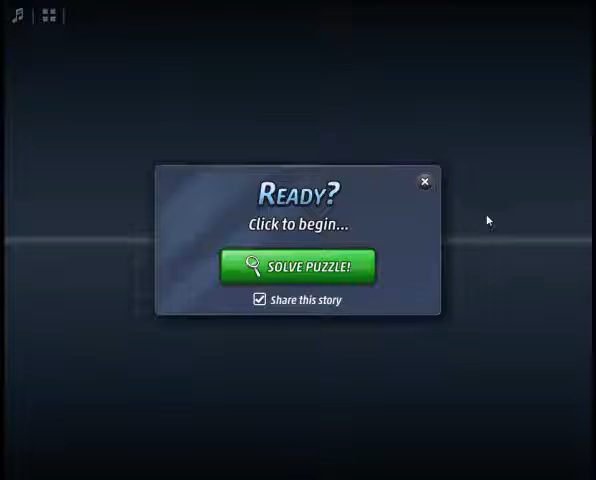 READY?
Click to begin...
SOLVE PUZZLE!
Share this story